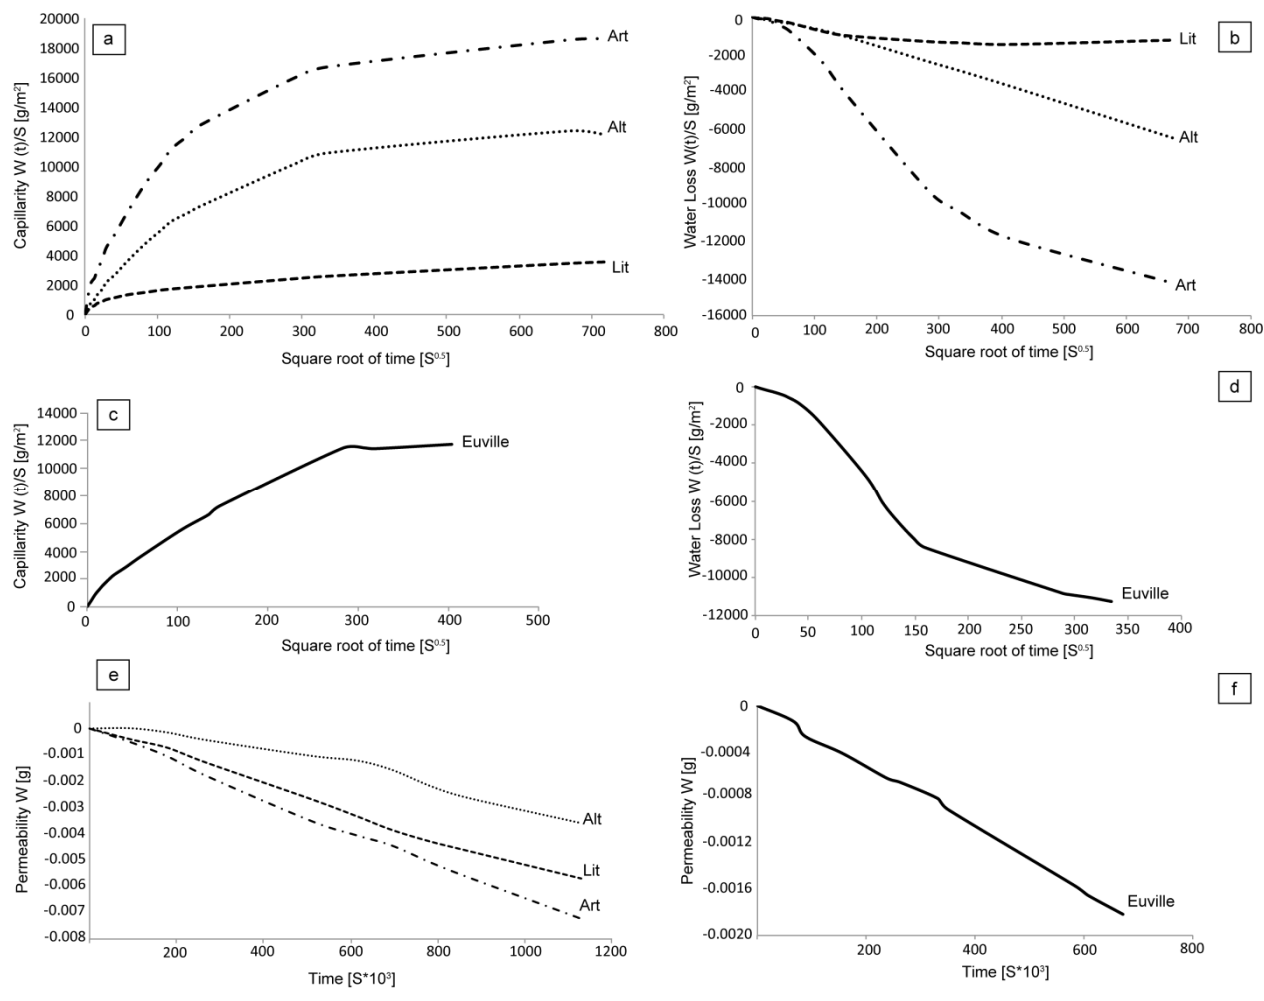 a
Capillarity W (t)/S [g/m²]
20000
18000
16000
14000
12000
10000
8000
6000
4000
2000
0
Art
Alt
Lit
0 100 200 300 400 500 600 700 800
Square root of time [S⁰·⁵]
b
Water Loss W(t)/S [g/m²]
0
-2000
-4000
-6000
-8000
-10000
-12000
-14000
-16000
Lit
Alt
Art
0 100 200 300 400 500 600 700 800
Square root of time [S⁰·⁵]
c
Capillarity W (t)/S [g/m²]
14000
12000
10000
8000
6000
4000
2000
0
Euville
0 100 200 300 400 500
Square root of time [S⁰·⁵]
d
Water Loss W (t)/S [g/m²]
0
-2000
-4000
-6000
-8000
-10000
-12000
Euville
0 50 100 150 200 250 300 350 400
Square root of time [S⁰·⁵]
e
Permeability W [g]
0
-0.001
-0.002
-0.003
-0.004
-0.005
-0.006
-0.007
-0.008
Alt
Lit
Art
200 400 600 800 1000 1200
Time [S*10³]
f
Permeability W [g]
0
-0.0004
-0.0008
-0.0012
-0.0016
-0.0020
Euville
200 400 600 800
Time [S*10³]